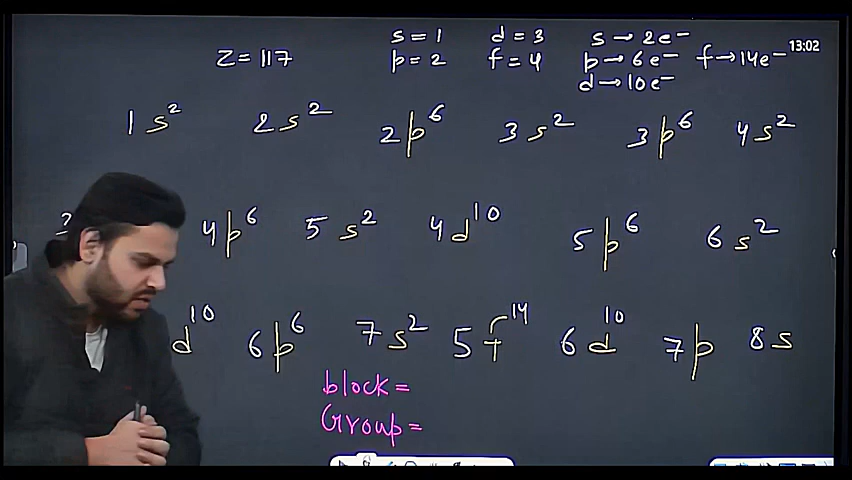 s = 1 d = 3 s → 2e⁻ 13:02
Z = 117 p = 2 f = 4 p → 6e⁻ f → 14e⁻
d → 10e⁻
1s² 2s² 2p⁶ 3s² 3p⁶ 4s²
4p⁶ 5s² 4d¹⁰ 5p⁶ 6s²
d¹⁰ 6p⁶ 7s² 5f¹⁴ 6d¹⁰ 7p 8s
block =
Group =